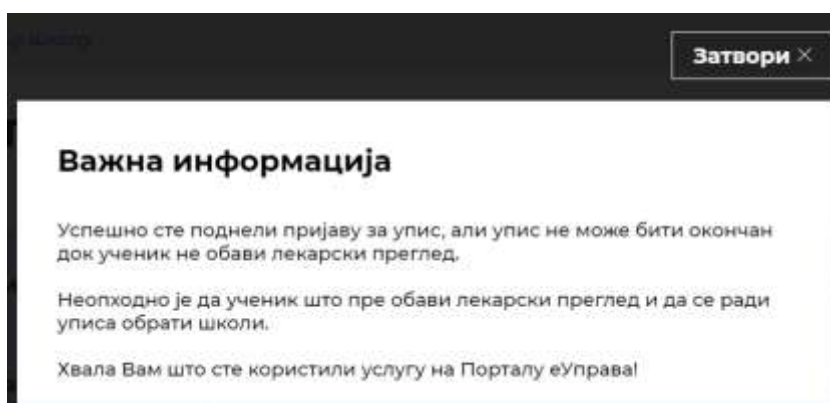 Затвори ×
Важна информација
Успешно сте поднели пријаву за упис, али упис не може бити окончан
док ученик не обави лекарски преглед.
Неопходно је да ученик што пре обави лекарски преглед и да се ради
уписа обрати школи.
Хвала Вам што сте користили услугу на Порталу еУправа!